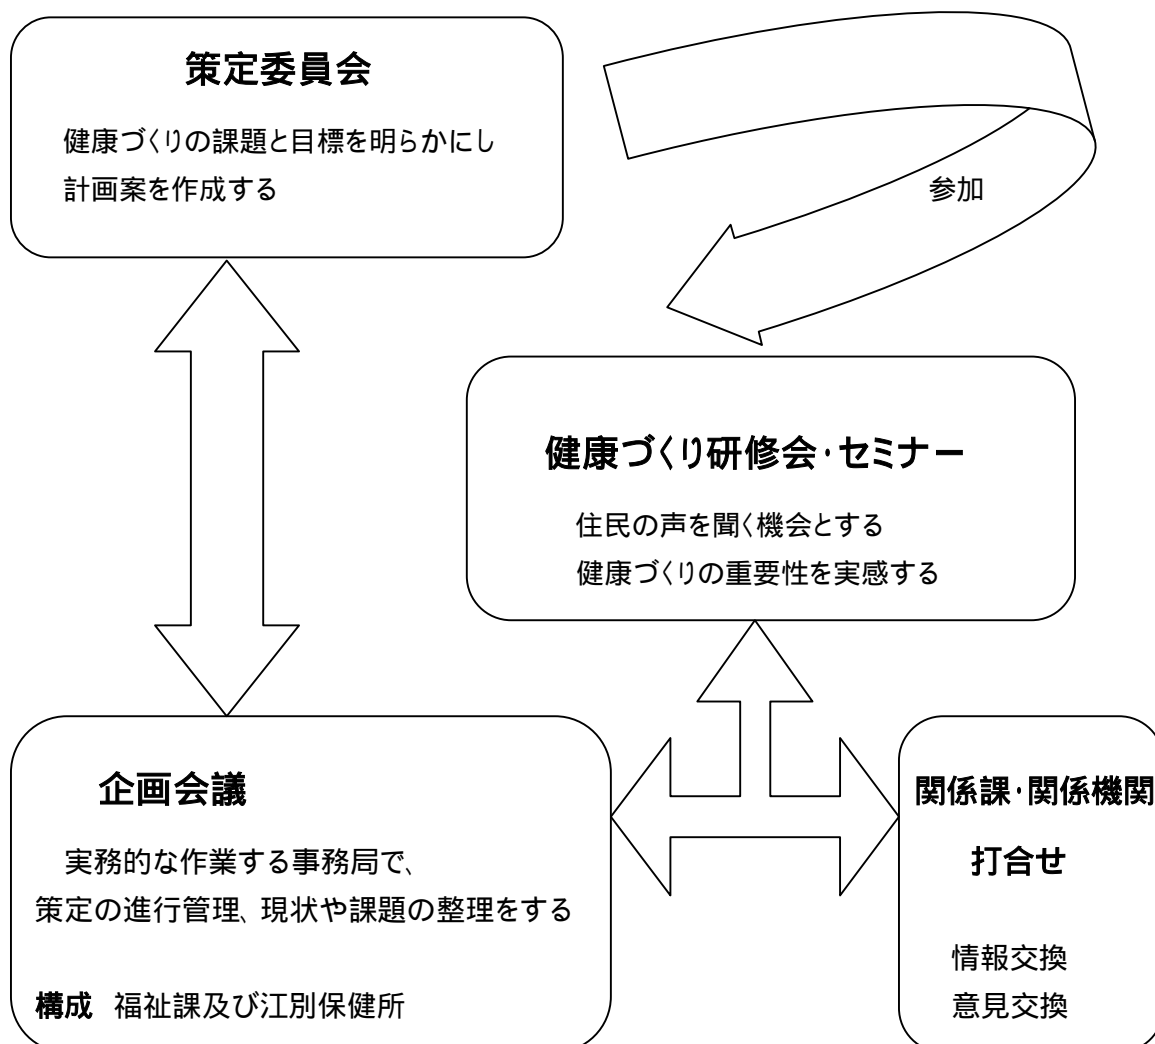 策定委員会
健康づくりの課題と目標を明らかにし
計画案を作成する
参加
健康づくり研修会・セミナー
住民の声を聞く機会とする
健康づくりの重要性を実感する
企画会議
実務的な作業する事務局で、
策定の進行管理、現状や課題の整理をする
構成 福祉課及び江別保健所
関係課・関係機関
打合せ
情報交換
意見交換